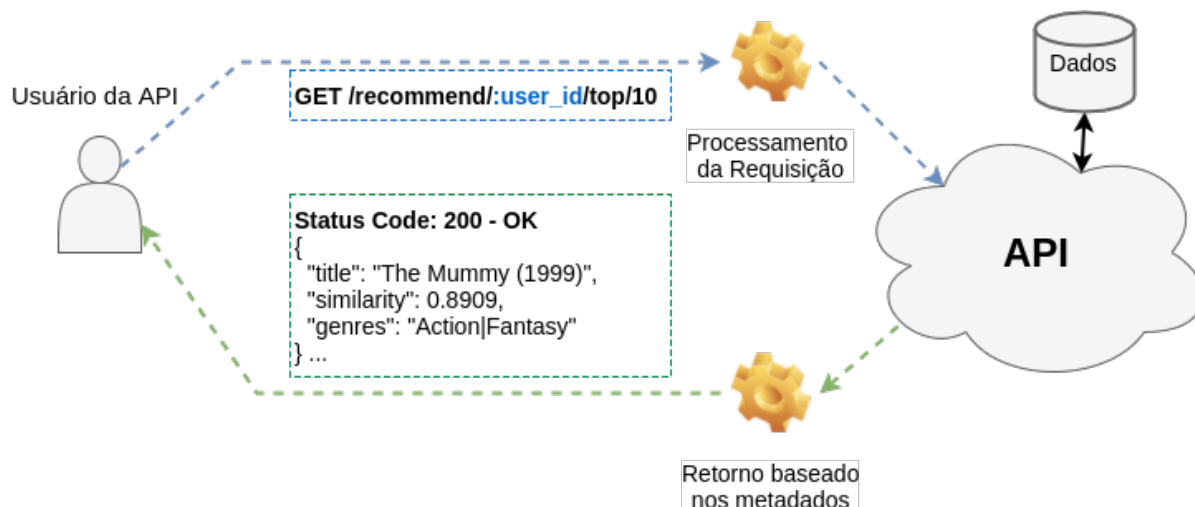 Usuário da API
GET /recommend/:user_id/top/10
Processamento
da Requisição
Dados
API
Status Code: 200 - OK
{
"title": "The Mummy (1999)",
"similarity": 0.8909,
"genres": "Action|Fantasy"
} ...
Retorno baseado
nos metadados